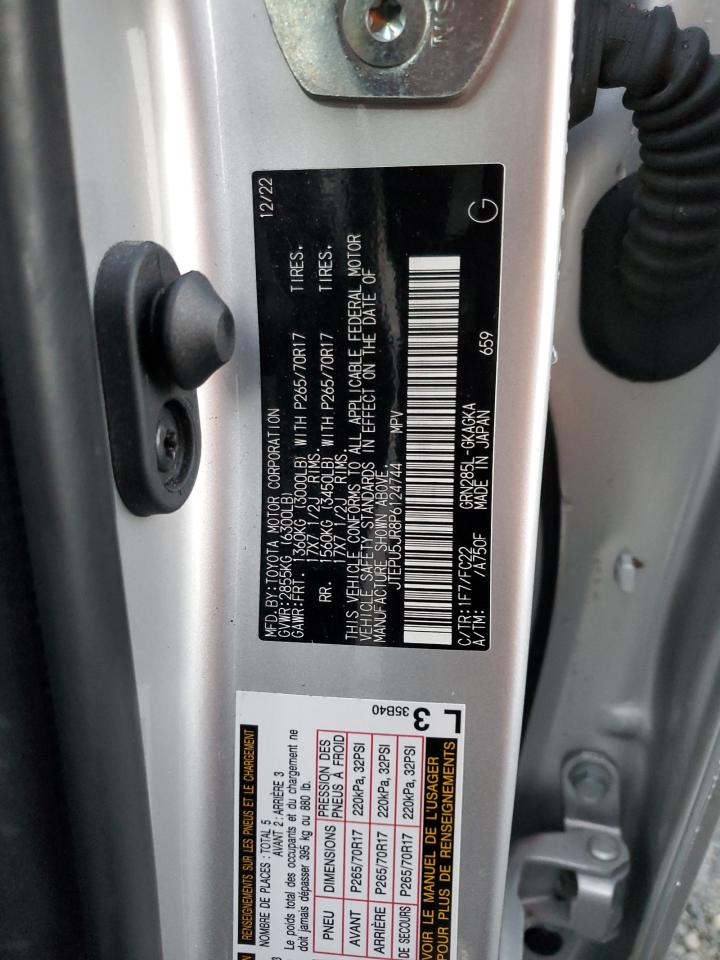 MFD.BY:TOYOTA MOTOR CORPORATION 12/22
GVWR:2855KG (6300LB)
GAWR:FRT. 1360KG (3000LB) WITH P265/70R17 TIRES.
17X7 1/2J RIMS.
RR. 1560KG (3450LB) WITH P265/70R17 TIRES.
17X7 1/2J RIMS.
THIS VEHICLE CONFORMS TO ALL APPLICABLE FEDERAL MOTOR
VEHICLE SAFETY STANDARDS IN EFFECT ON THE DATE OF
MANUFACTURE SHOWN ABOVE.
JTEPU5JR8P6124744 MPV
C/TR:1F7/FC22 GRN285L-GKAGKA 659
A/TM: /A750F MADE IN JAPAN G
RENSEIGNEMENTS SUR LES PNEUS ET LE CHARGEMENT
NOMBRE DE PLACES : TOTAL 5
AVANT 2 : ARRIÈRE 3
Le poids total des occupants et du chargement ne
doit jamais dépasser 395 kg ou 880 lb.
PNEU DIMENSIONS PRESSION DES PNEUS À FROID
AVANT P265/70R17 220kPa, 32PSI
ARRIÈRE P265/70R17 220kPa, 32PSI
DE SECOURS P265/70R17 220kPa, 32PSI
VOIR LE MANUEL DE L'USAGER
POUR PLUS DE RENSEIGNEMENTS
L
3
35B40